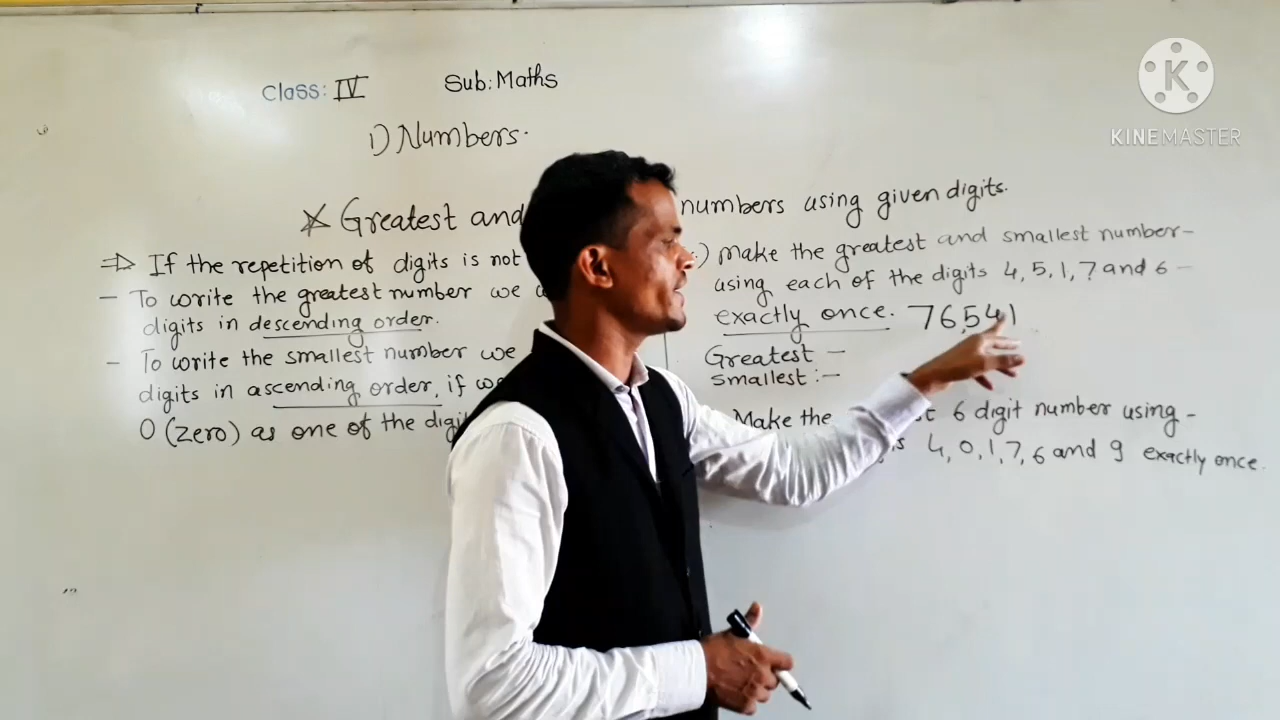 Class: IV Sub: Maths
1) Numbers.
* Greatest and numbers using given digits.
⇒ If the repetition of digits is not
- To write the greatest number we
digits in descending order.
- To write the smallest number we
digits in ascending order, if we
0 (zero) as one of the digit
) Make the greatest and smallest number-
using each of the digits 4, 5, 1, 7 and 6 -
exactly once. 76,541
Greatest -
smallest :-
Make the 6 digit number using -
4, 0, 1, 7, 6 and 9 exactly once.
K
KINEMASTER